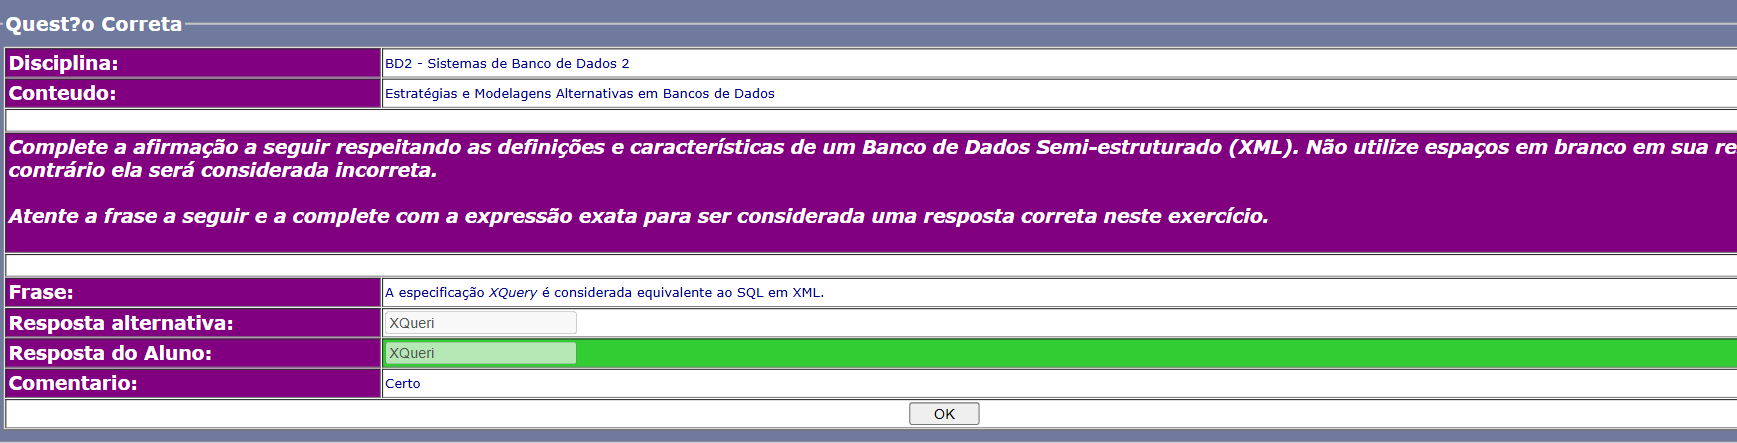 Quest?o Correta
Disciplina: BD2 - Sistemas de Banco de Dados 2
Conteudo: Estratégias e Modelagens Alternativas em Bancos de Dados
Complete a afirmação a seguir respeitando as definições e características de um Banco de Dados Semi-estruturado (XML). Não utilize espaços em branco em sua re
contrário ela será considerada incorreta.
Atente a frase a seguir e a complete com a expressão exata para ser considerada uma resposta correta neste exercício.
Frase: A especificação XQuery é considerada equivalente ao SQL em XML.
Resposta alternativa: XQueri
Resposta do Aluno: XQueri
Comentario: Certo
OK